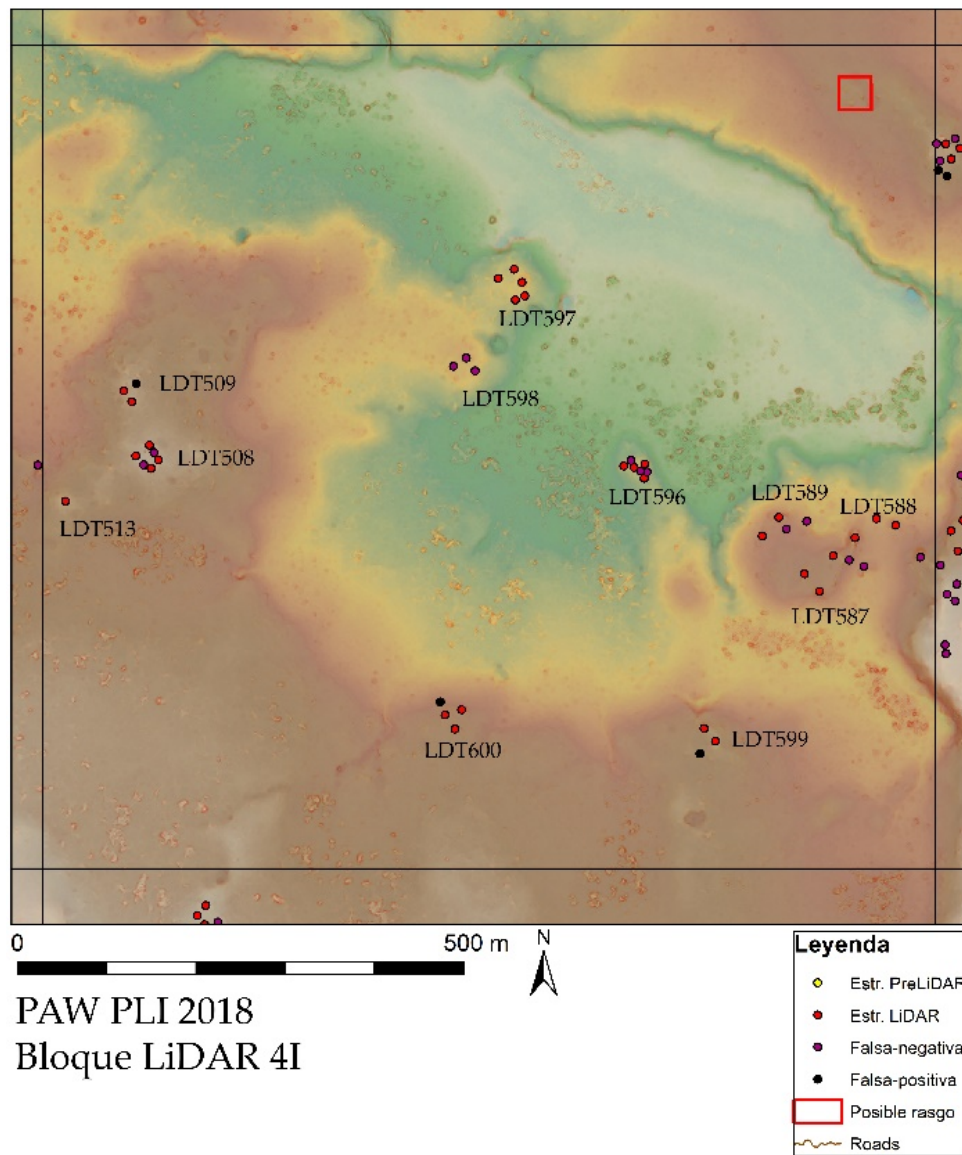 LDT597
LDT509
LDT598
LDT508
LDT596
LDT589
LDT588
LDT513
LDT587
LDT600
LDT599
0
500 m
N
PAW PLI 2018
Bloque LiDAR 4I
Leyenda
Estr. PreLiDAR
Estr. LiDAR
Falsa-negativa
Falsa-positiva
Posible rasgo
Roads